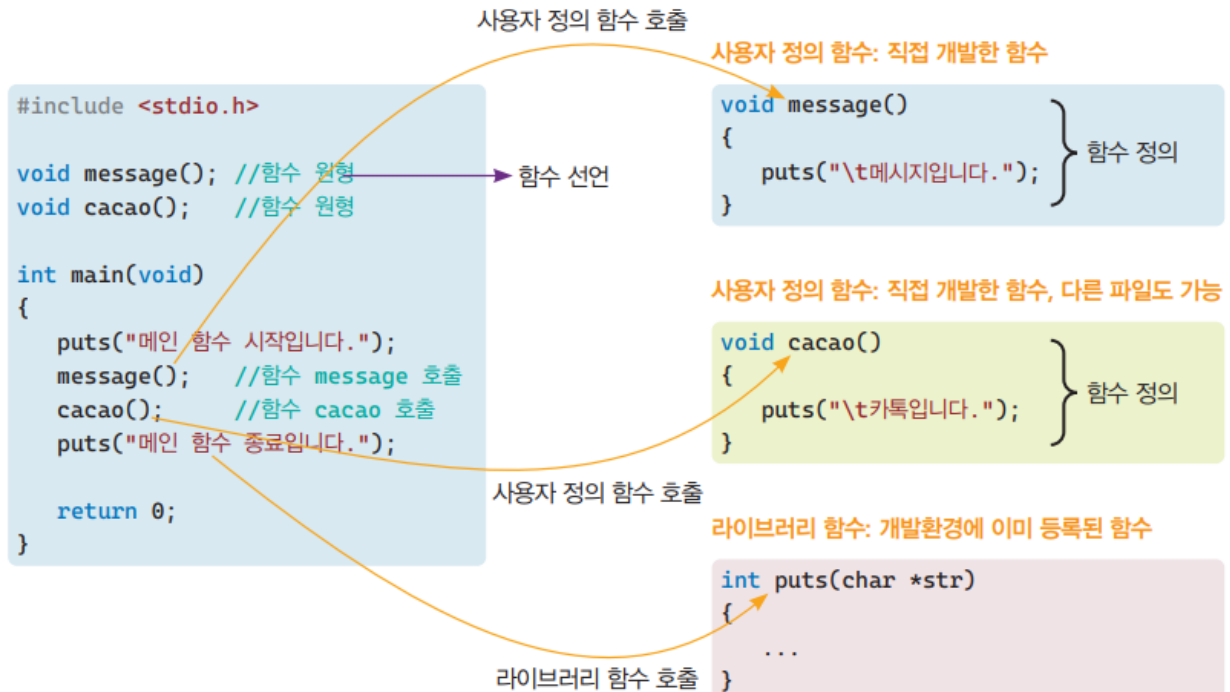 사용자 정의 함수 호출
#include <stdio.h>
void message(); //함수 원형
void cacao();   //함수 원형
int main(void)
{
   puts("메인 함수 시작입니다.");
   message();   //함수 message 호출
   cacao();     //함수 cacao 호출
   puts("메인 함수 종료입니다.");
   return 0;
}
함수 선언
사용자 정의 함수: 직접 개발한 함수
void message()
{
   puts("\t메시지입니다.");
}
함수 정의
사용자 정의 함수: 직접 개발한 함수, 다른 파일도 가능
void cacao()
{
   puts("\t카톡입니다.");
}
함수 정의
사용자 정의 함수 호출
라이브러리 함수: 개발환경에 이미 등록된 함수
int puts(char *str)
{
   ...
}
라이브러리 함수 호출